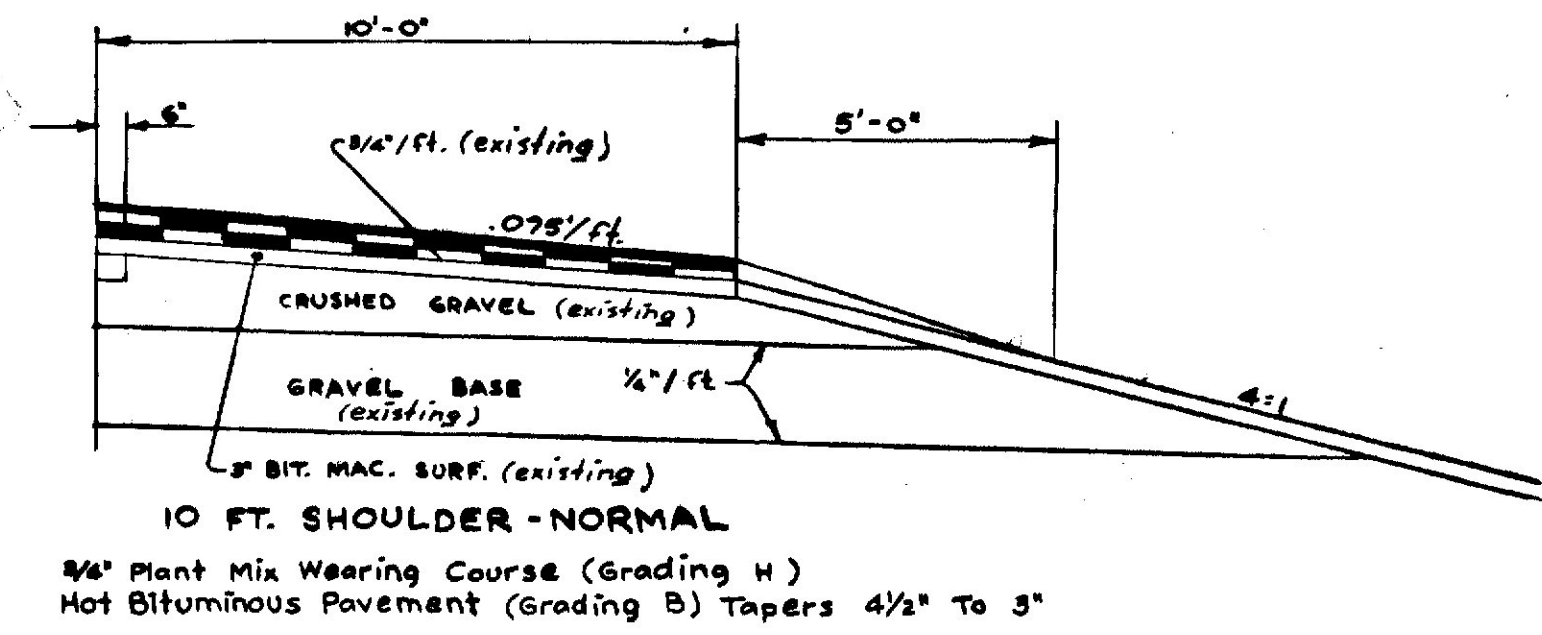 10'-0"
6"
5'-0"
3/4"/ft. (existing)
.075'/ft.
CRUSHED GRAVEL (existing)
1/4"/ft
GRAVEL BASE
(existing)
4:1
3" BIT. MAC. SURF. (existing)
10 FT. SHOULDER - NORMAL
3/4" Plant Mix Wearing Course (Grading H)
Hot Bituminous Pavement (Grading B) Tapers 4 1/2" To 3"